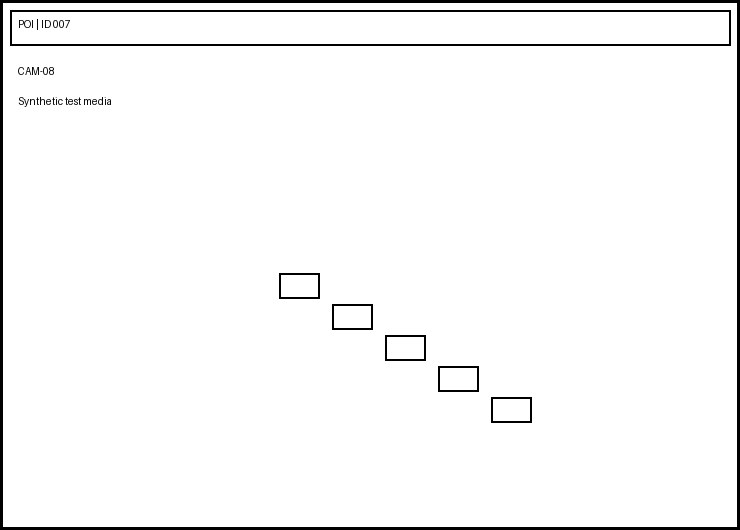 POI | ID 007
CAM-08
Synthetic test media